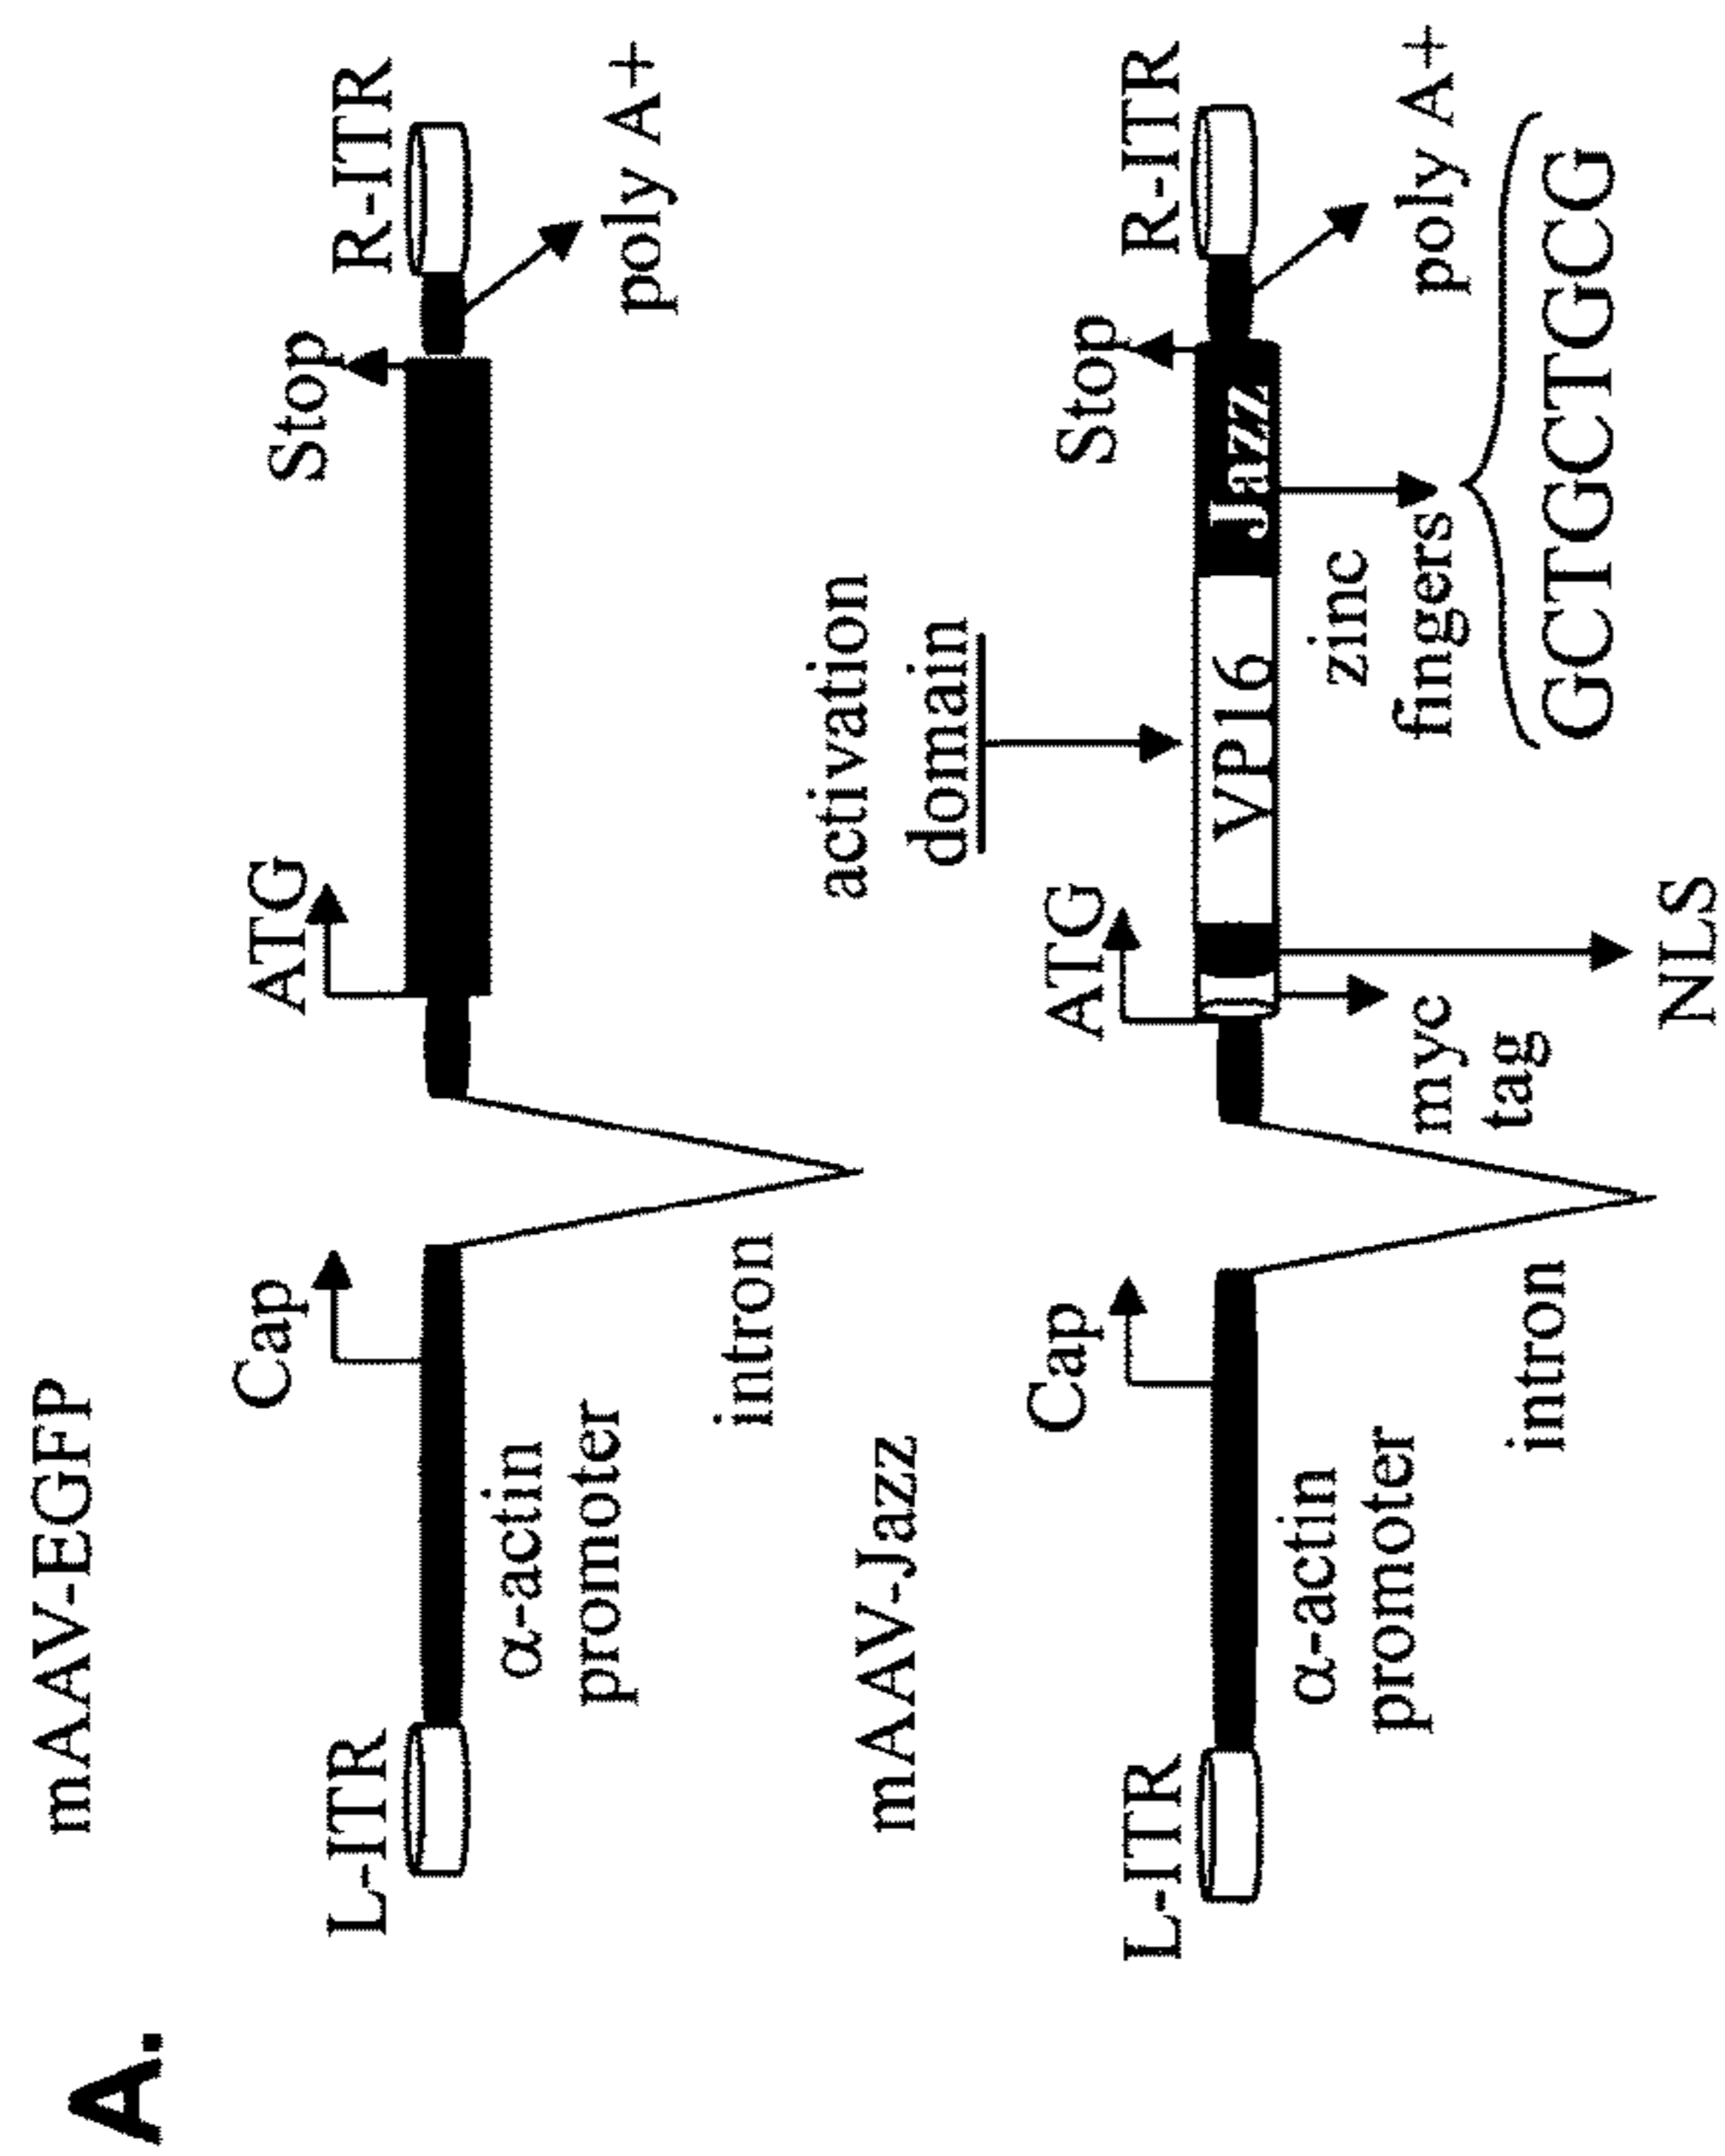 A.
mAAV-EGFP
L-ITR
α-actin
promoter
Cap
intron
ATG
Stop
R-ITR
poly A+
mAAV-Jazz
L-ITR
α-actin
promoter
Cap
intron
ATG
myc
tag
NLS
activation
domain
VP16
Jazz
zinc
fingers
GCTGCTGCG
Stop
R-ITR
poly A+